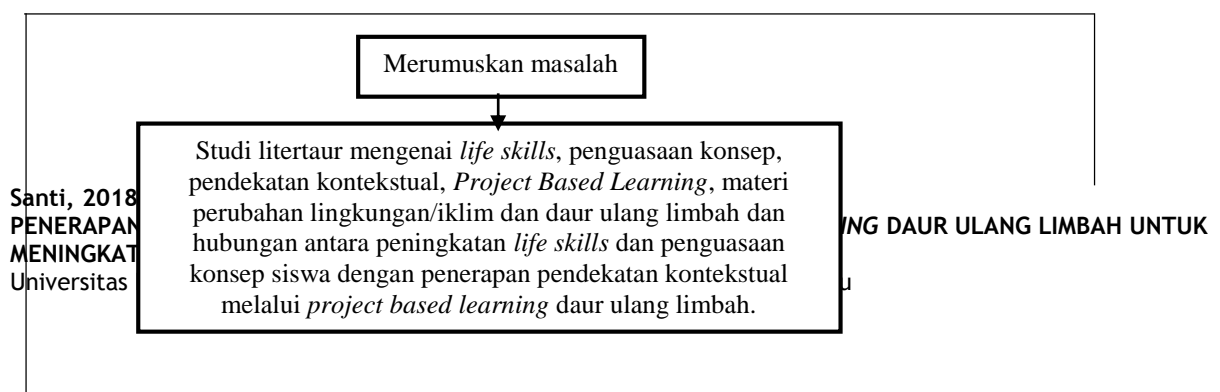 Merumuskan masalah
Studi litertaur mengenai life skills, penguasaan konsep,
pendekatan kontekstual, Project Based Learning, materi
perubahan lingkungan/iklim dan daur ulang limbah dan
hubungan antara peningkatan life skills dan penguasaan
konsep siswa dengan penerapan pendekatan kontekstual
melalui project based learning daur ulang limbah.
Santi, 2018
PENERAPAN DAUR ULANG LIMBAH UNTUK
Universitas